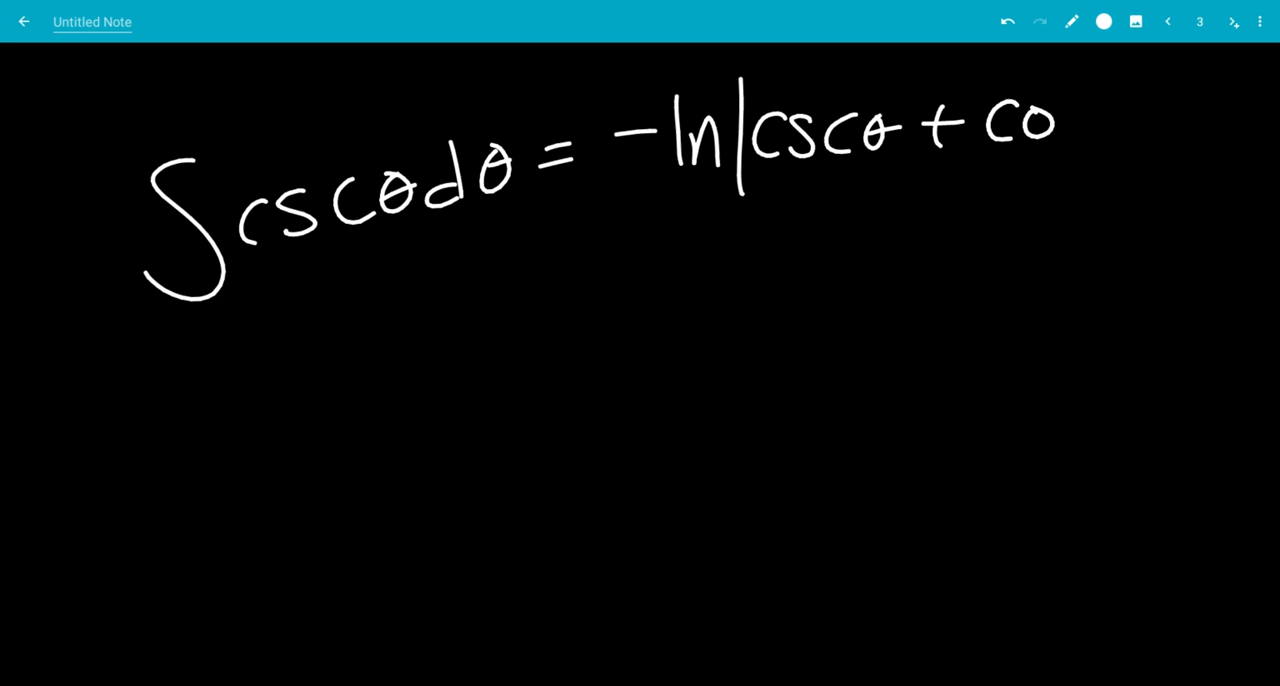 Untitled Note
3
∫cscθdθ = -ln|cscθ + co